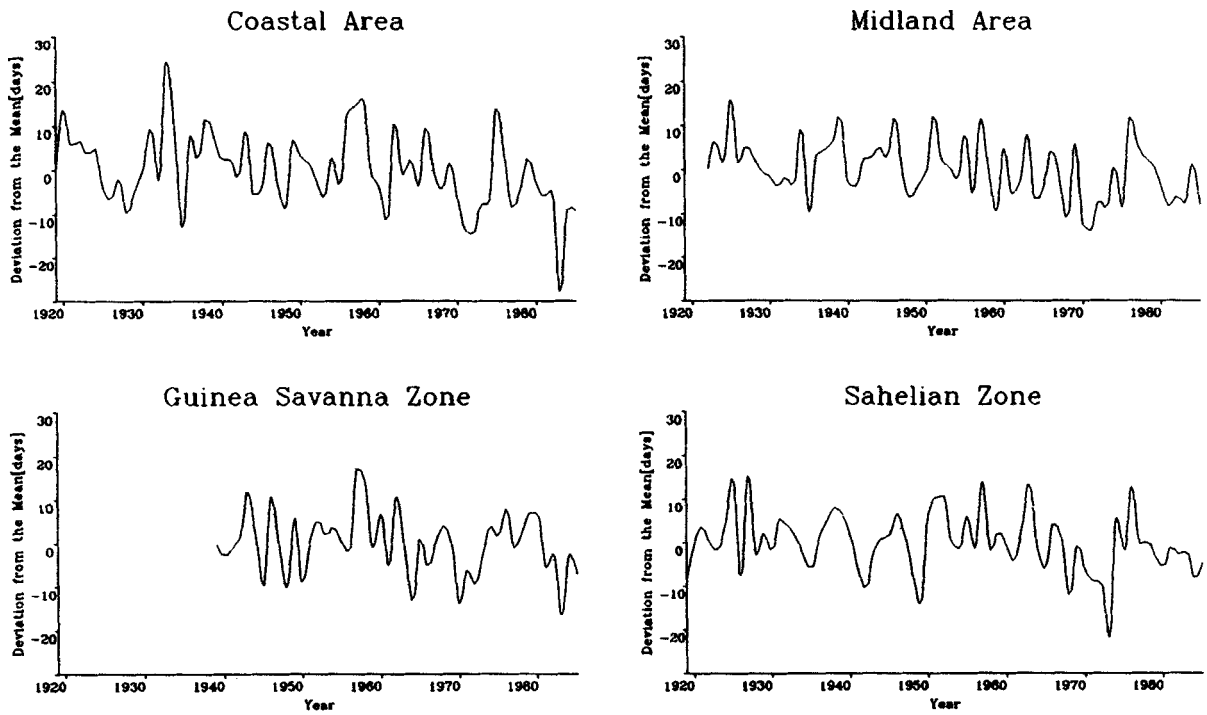 Coastal Area
Deviation from the Mean[days]
30
20
10
0
-10
-20
1920 1930 1940 1950 1960 1970 1980
Year
Midland Area
Deviation from the Mean[days]
30
20
10
0
-10
-20
1920 1930 1940 1950 1960 1970 1980
Year
Guinea Savanna Zone
Deviation from the Mean[days]
30
20
10
0
-10
-20
1920 1930 1940 1950 1960 1970 1980
Year
Sahelian Zone
Deviation from the Mean[days]
30
20
10
0
-10
-20
1920 1930 1940 1950 1960 1970 1980
Year